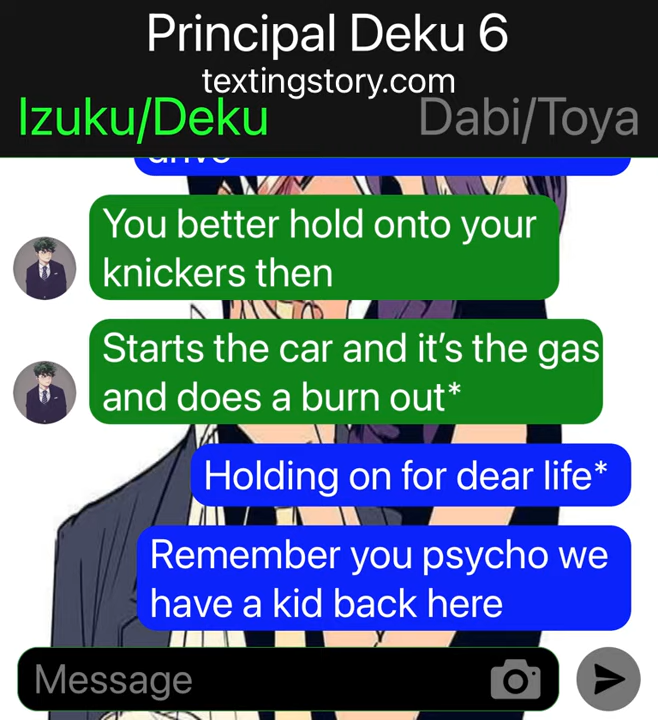 Principal Deku 6
textingstory.com
Izuku/Deku
Dabi/Toya
drive
You better hold onto your
knickers then
Starts the car and it's the gas
and does a burn out*
Holding on for dear life*
Remember you psycho we
have a kid back here
Message